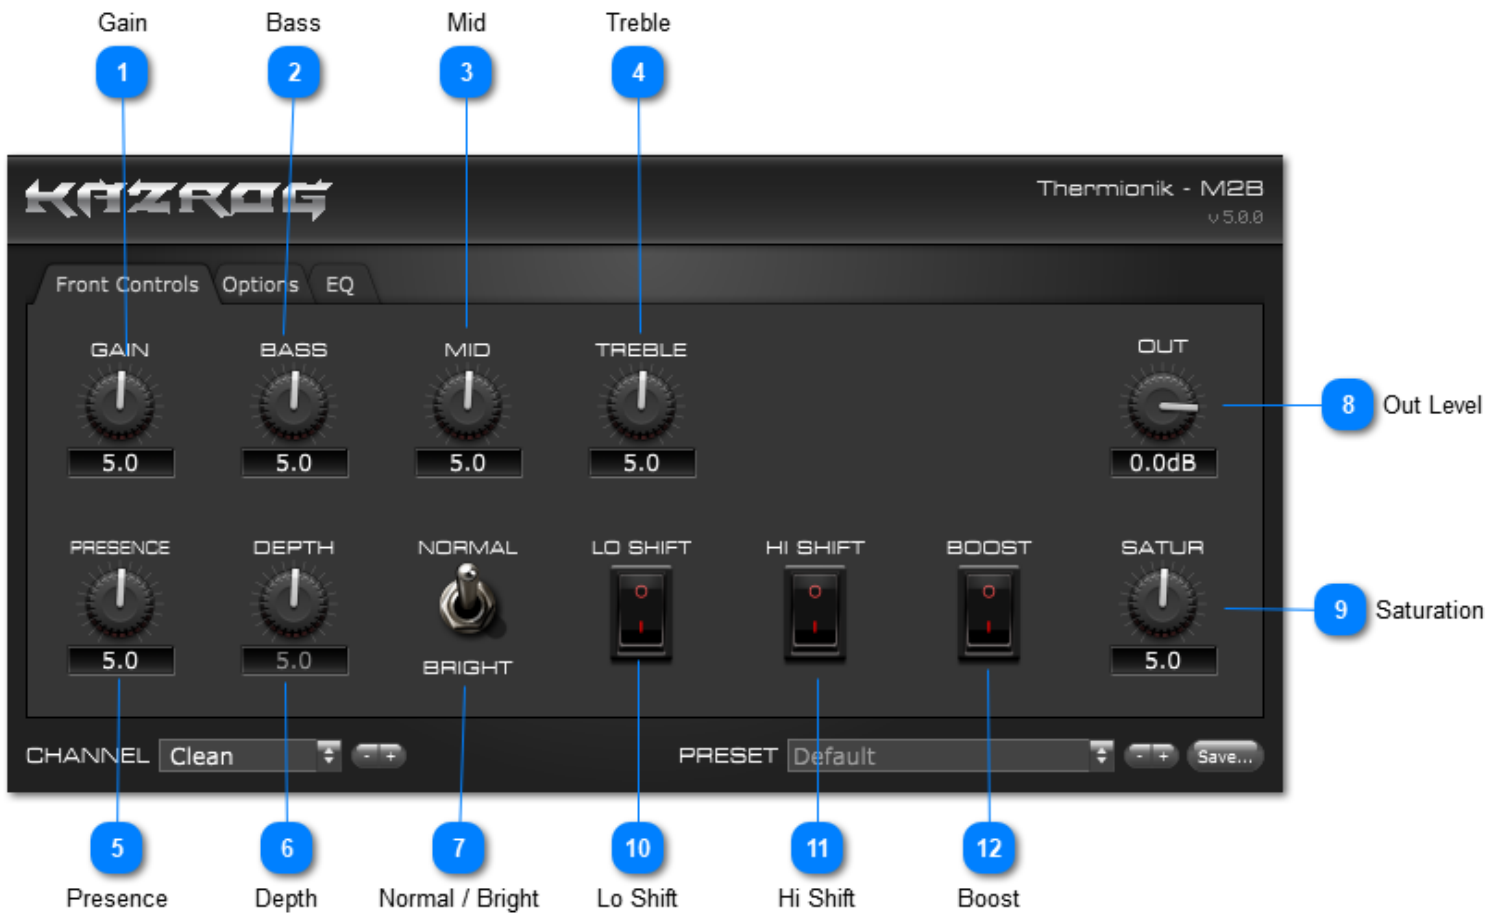 Gain Bass Mid Treble
1 2 3 4
KAZROG
Thermionik - M2B
v 5.0.0
Front Controls Options EQ
GAIN BASS MID TREBLE OUT
8 Out Level
5.0 5.0 5.0 5.0 0.0dB
PRESENCE DEPTH NORMAL LO SHIFT HI SHIFT BOOST SATUR
O O O
I I I
9 Saturation
5.0 5.0 BRIGHT 5.0
CHANNEL Clean - + PRESET Default - + Save...
5 6 7 10 11 12
Presence Depth Normal / Bright Lo Shift Hi Shift Boost